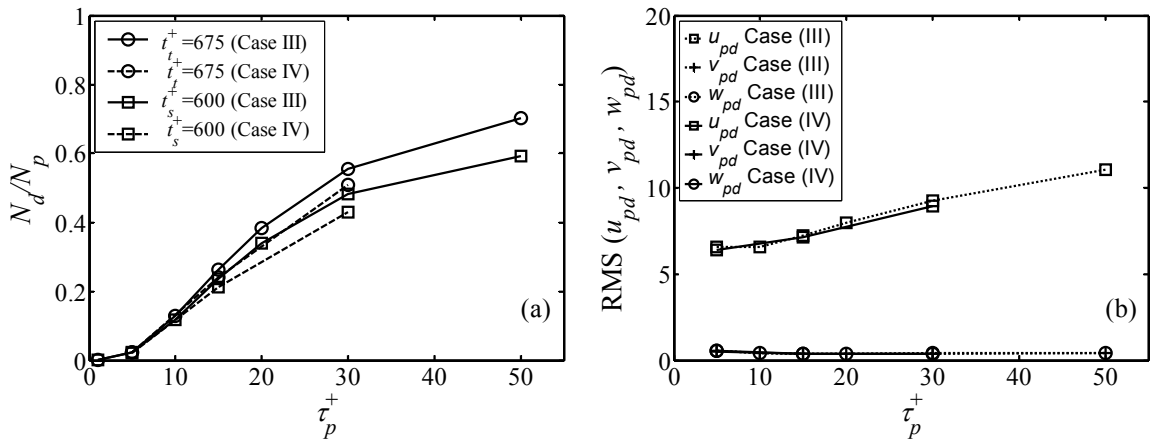 t_t^+=675 (Case III)
t_t^+=675 (Case IV)
t_s^+=600 (Case III)
t_s^+=600 (Case IV)
1
0.8
0.6
0.4
0.2
0
N_d/N_p
(a)
0 10 20 30 40 50
τ_p^+
u_pd Case (III)
v_pd Case (III)
w_pd Case (III)
u_pd Case (IV)
v_pd Case (IV)
w_pd Case (IV)
20
15
10
5
0
RMS (u_pd, v_pd, w_pd)
(b)
0 10 20 30 40 50
τ_p^+